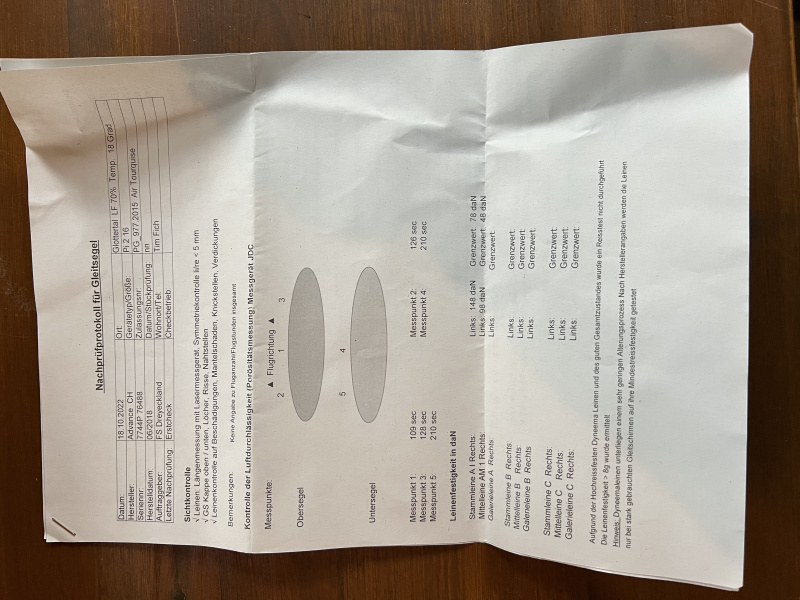 Nachprüfprotokoll für Gleitsegel
Datum: 18.10.2022 Ort: Glottertal LF 70% Temp 18 Grad
Hersteller: Advance CH Gerätetyp/Größe: Pi 2 16
Seriennr: 7744P 76488 Zulassungsnr: PG_977.2015 Air Tourquise
Herstelldatum: 06/2018 Datum/Stückprüfung nn
Auftraggeber: FS Dreyeckland Wohnort/Tel: Tim Fich
Letzte Nachprüfung Erstcheck Checkbetrieb:
Sichtkontrolle
√ Leinen: Längenmessung mit Lasermessgerät, Symmetriekontrolle li/re < 5 mm
√ GS Kappe oben / unten, Löcher, Risse, Nahtstellen
√ Leinenkontrolle auf Beschädigungen, Mantelschäden, Knickstellen, Verdickungen
Bemerkungen: Keine Angabe zu Fluganzahl/Flugstunden insgesamt
Kontrolle der Luftdurchlässigkeit (Porösitätsmessung) Messgerät JDC
Messpunkte: ▲ Flugrichtung ▲
2 1 3
Obersegel
5 4
Untersegel
Messpunkt 1: 109 sec Messpunkt 2: 126 sec
Messpunkt 3: 128 sec Messpunkt 4: 210 sec
Messpunkt 5: 210 sec
Leinenfestigkeit in daN
Stammleine A I Rechts: Links: 148 daN Grenzwert: 78 daN
Mittelleine AM 1 Rechts: Links: 98 daN Grenzwert: 48 daN
Galerieleine A Rechts: Links: Grenzwert:
Stammleine B Rechts: Links: Grenzwert:
Mittelleine B Rechts: Links: Grenzwert:
Galerieleine B Rechts: Links: Grenzwert:
Stammleine C Rechts: Links: Grenzwert:
Mittelleine C Rechts: Links: Grenzwert:
Galerieleine C Rechts: Links: Grenzwert:
Aufgrund der Hochreissfesten Dyneema Leinen und des guten Gesamtzustandes wurde ein Reisstest nicht durchgeführt
Die Leinenfestigkeit > 8g wurde ermittelt
Hinweis: Dyneemaleinen unterliegen einem sehr geringen Alterungsprozess Nach Herstellerangaben werden die Leinen
nur bei stark gebrauchten Gleitschirmen auf ihre Mindestreissfestigkeit getestet